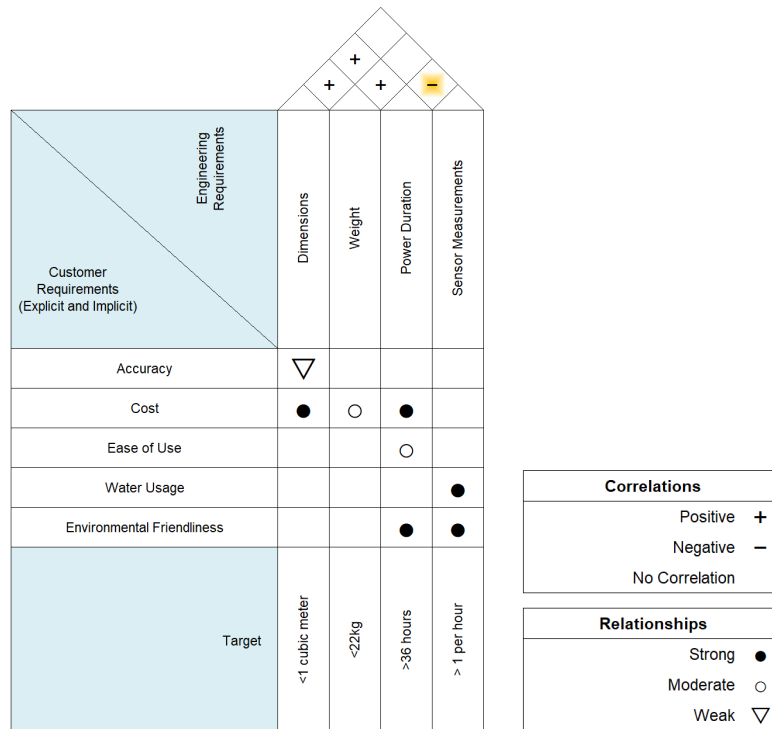 +
+
+
−
Engineering
Requirements
Customer
Requirements
(Explicit and Implicit)
Dimensions
Weight
Power Duration
Sensor Measurements
Accuracy
Cost
Ease of Use
Water Usage
Environmental Friendliness
Target
<1 cubic meter
<22kg
>36 hours
> 1 per hour
Correlations
Positive +
Negative −
No Correlation
Relationships
Strong ●
Moderate ○
Weak ▽